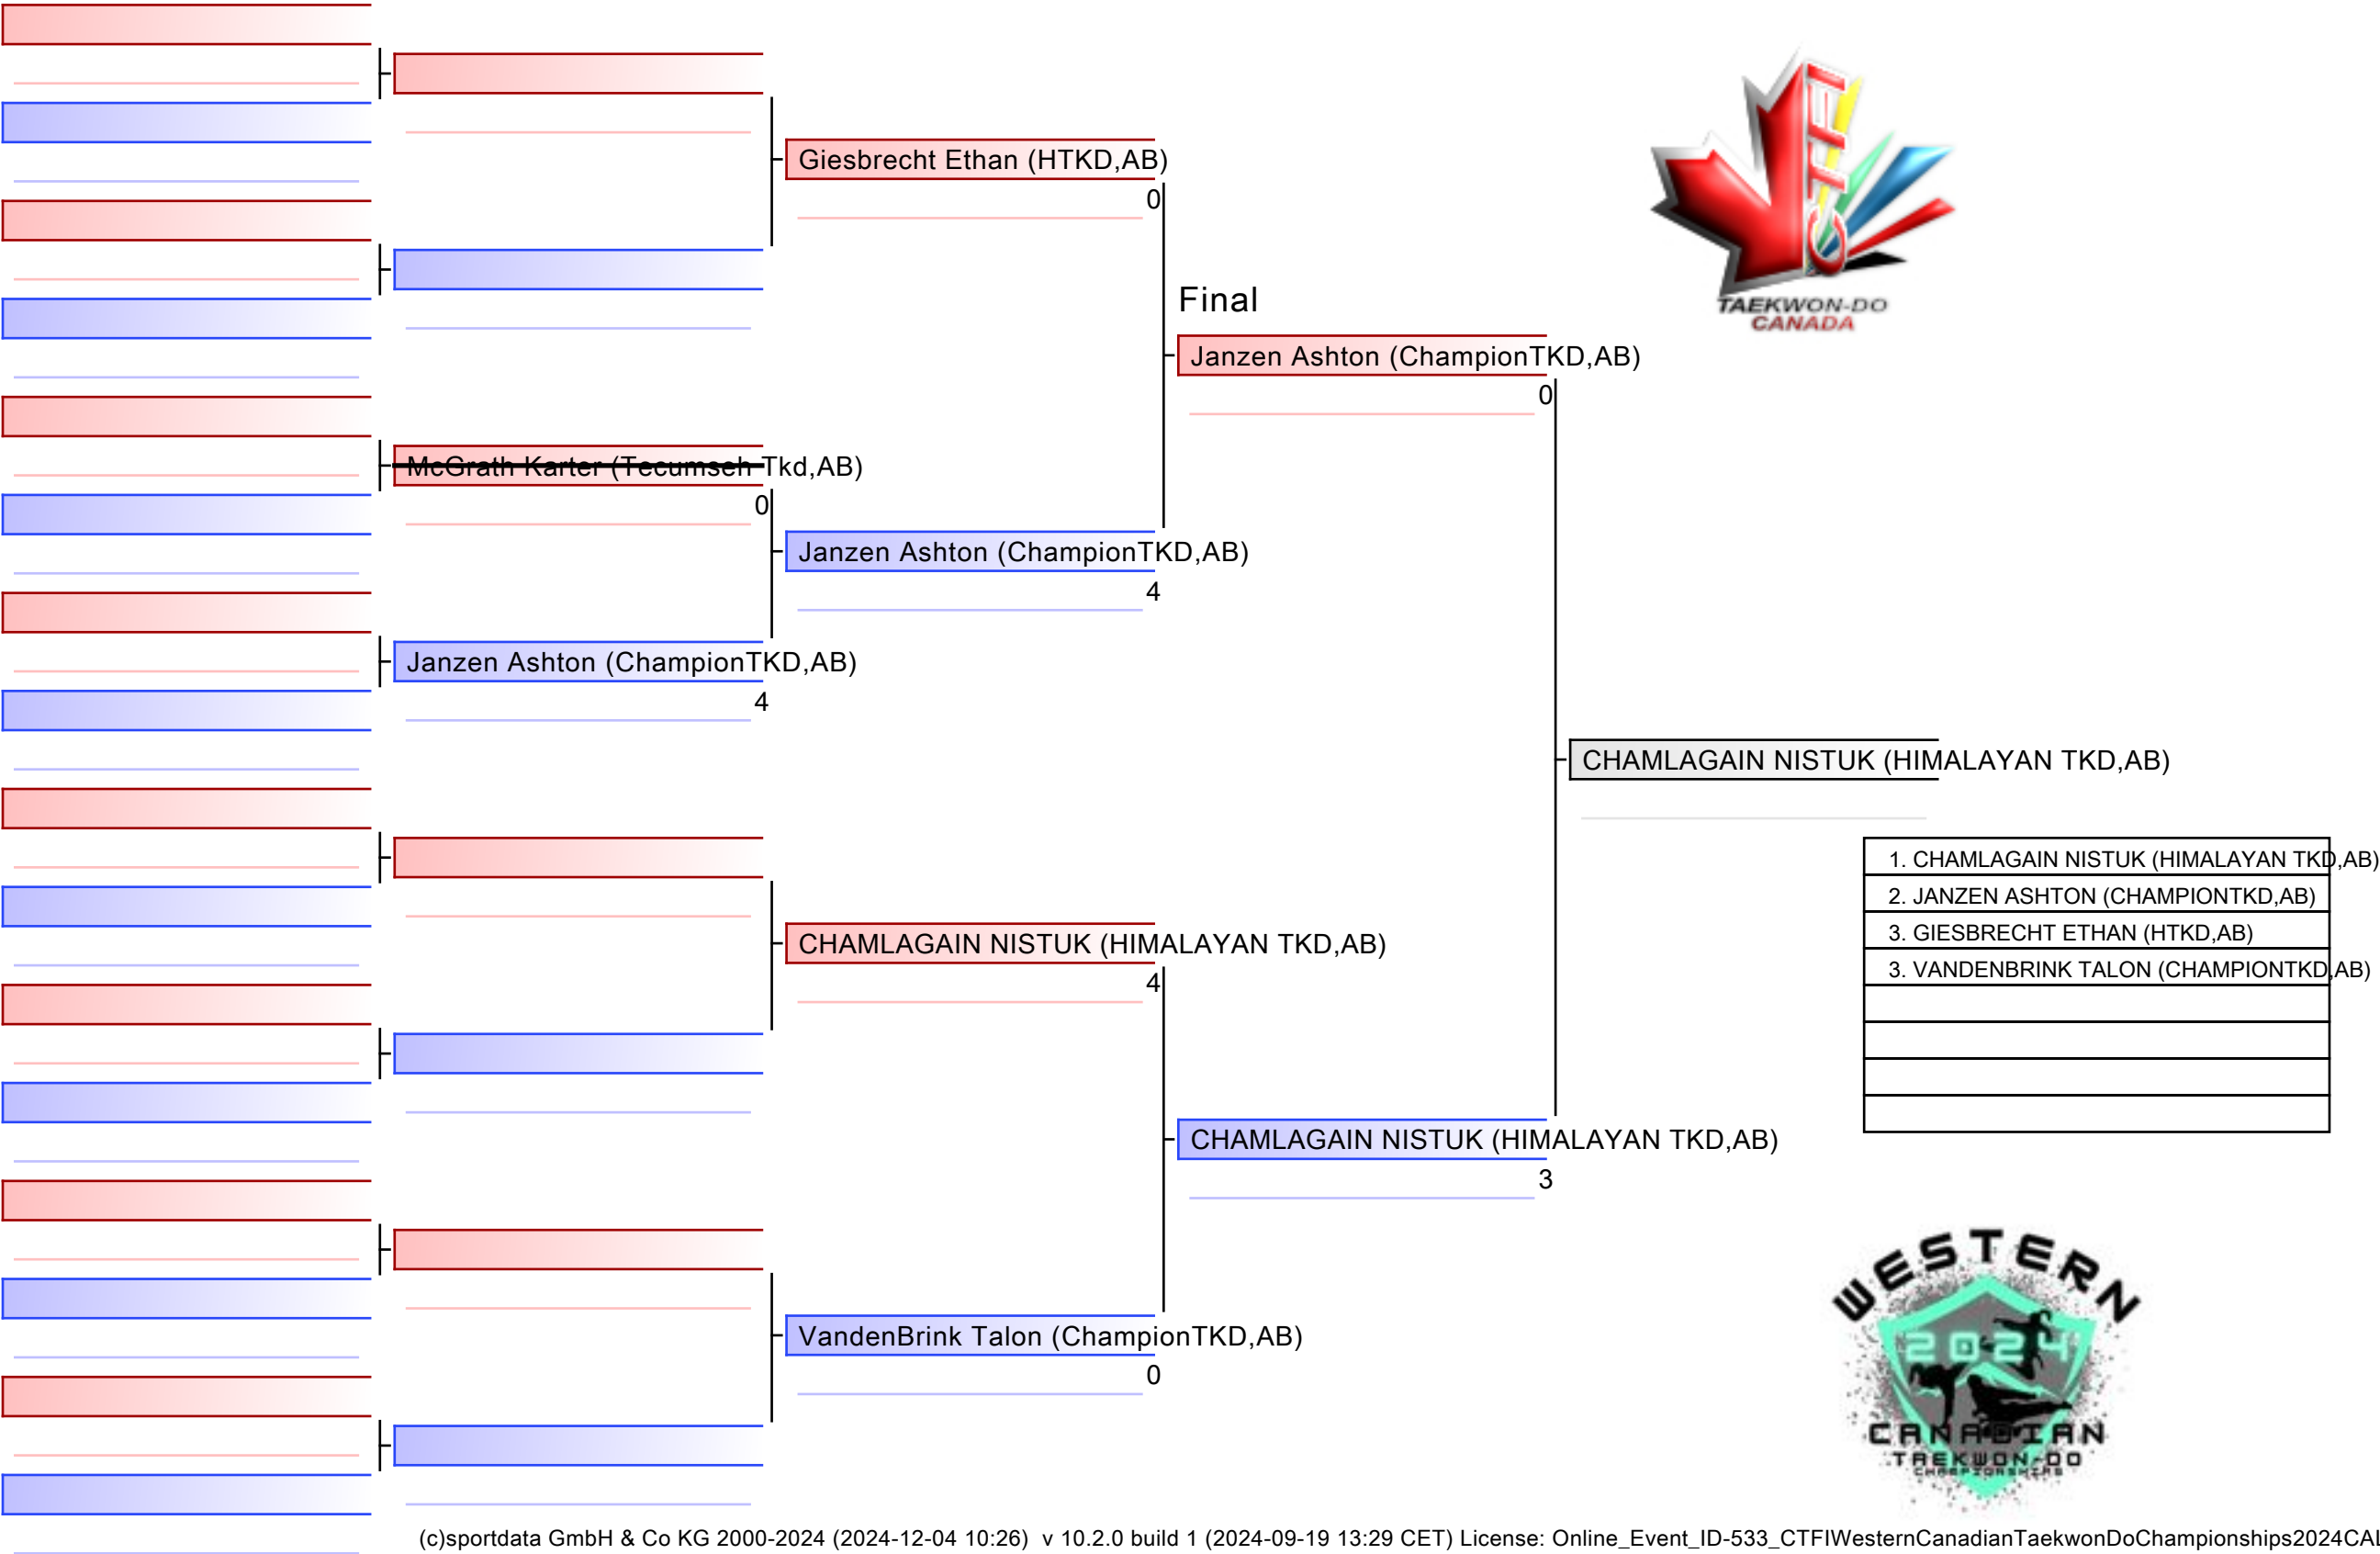 Giesbrecht Ethan (HTKD,AB)
0
Final
Janzen Ashton (ChampionTKD,AB)
0
McGrath Karter (Tecumseh Tkd,AB)
0
Janzen Ashton (ChampionTKD,AB)
4
Janzen Ashton (ChampionTKD,AB)
4
CHAMLAGAIN NISTUK (HIMALAYAN TKD,AB)
1. CHAMLAGAIN NISTUK (HIMALAYAN TKD,AB)
2. JANZEN ASHTON (CHAMPIONTKD,AB)
3. GIESBRECHT ETHAN (HTKD,AB)
3. VANDENBRINK TALON (CHAMPIONTKD,AB)
CHAMLAGAIN NISTUK (HIMALAYAN TKD,AB)
4
CHAMLAGAIN NISTUK (HIMALAYAN TKD,AB)
3
VandenBrink Talon (ChampionTKD,AB)
0
CTFI
TAEKWON-DO
CANADA
WESTERN
2024
CANADIAN
TAEKWON-DO
CHAMPIONSHIPS
(c)sportdata GmbH & Co KG 2000-2024 (2024-12-04 10:26) v 10.2.0 build 1 (2024-09-19 13:29 CET) License: Online_Event_ID-533_CTFIWesternCanadianTaekwonDoChampionships2024CAI